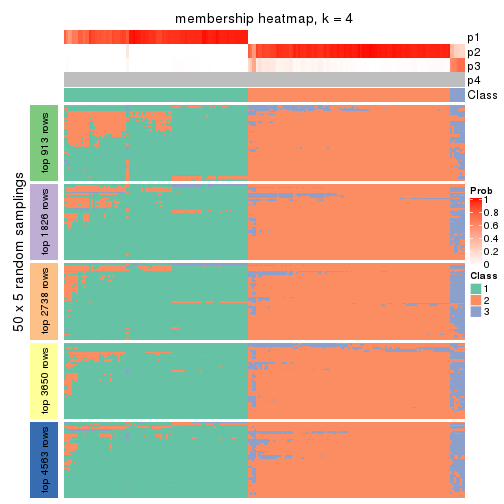 membership heatmap, k = 4
p1
p2
p3
p4
Class
50 x 5 random samplings
top 913 rows
top 1826 rows
top 2738 rows
top 3650 rows
top 4563 rows
Prob
1
0.8
0.6
0.4
0.2
0
Class
1
2
3